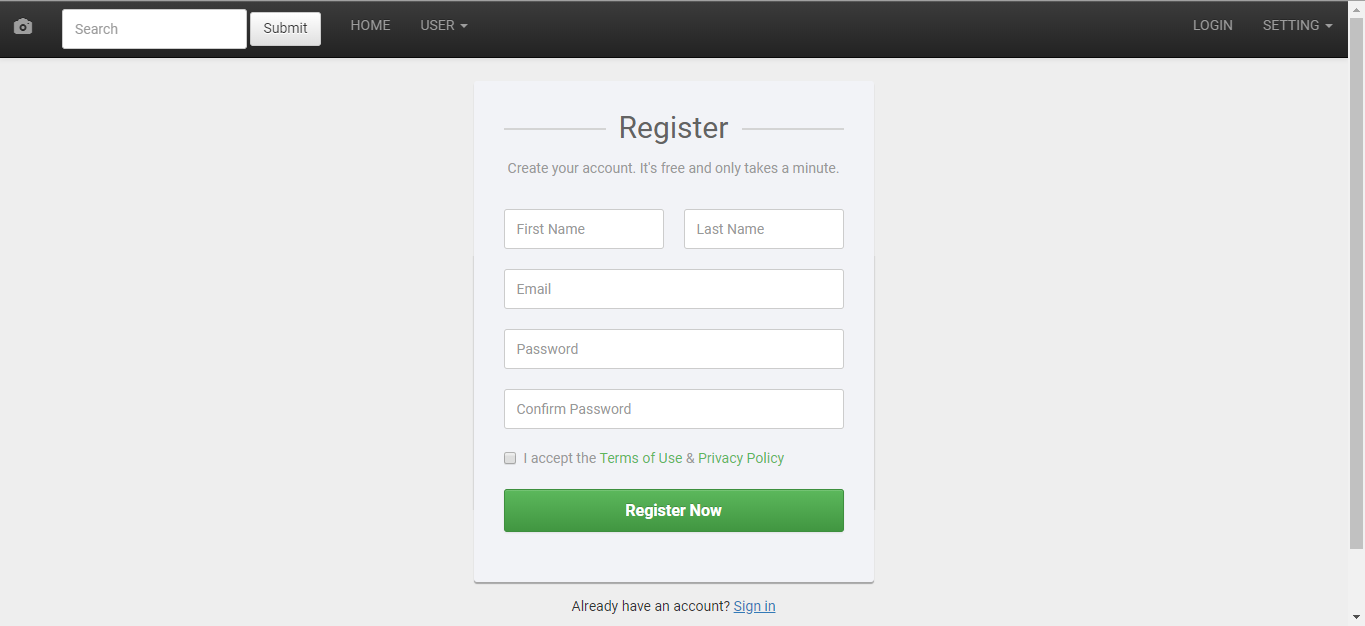 Search Submit HOME USER LOGIN SETTING
Register
Create your account. It's free and only takes a minute.
First Name Last Name
Email
Password
Confirm Password
I accept the Terms of Use & Privacy Policy
Register Now
Already have an account? Sign in